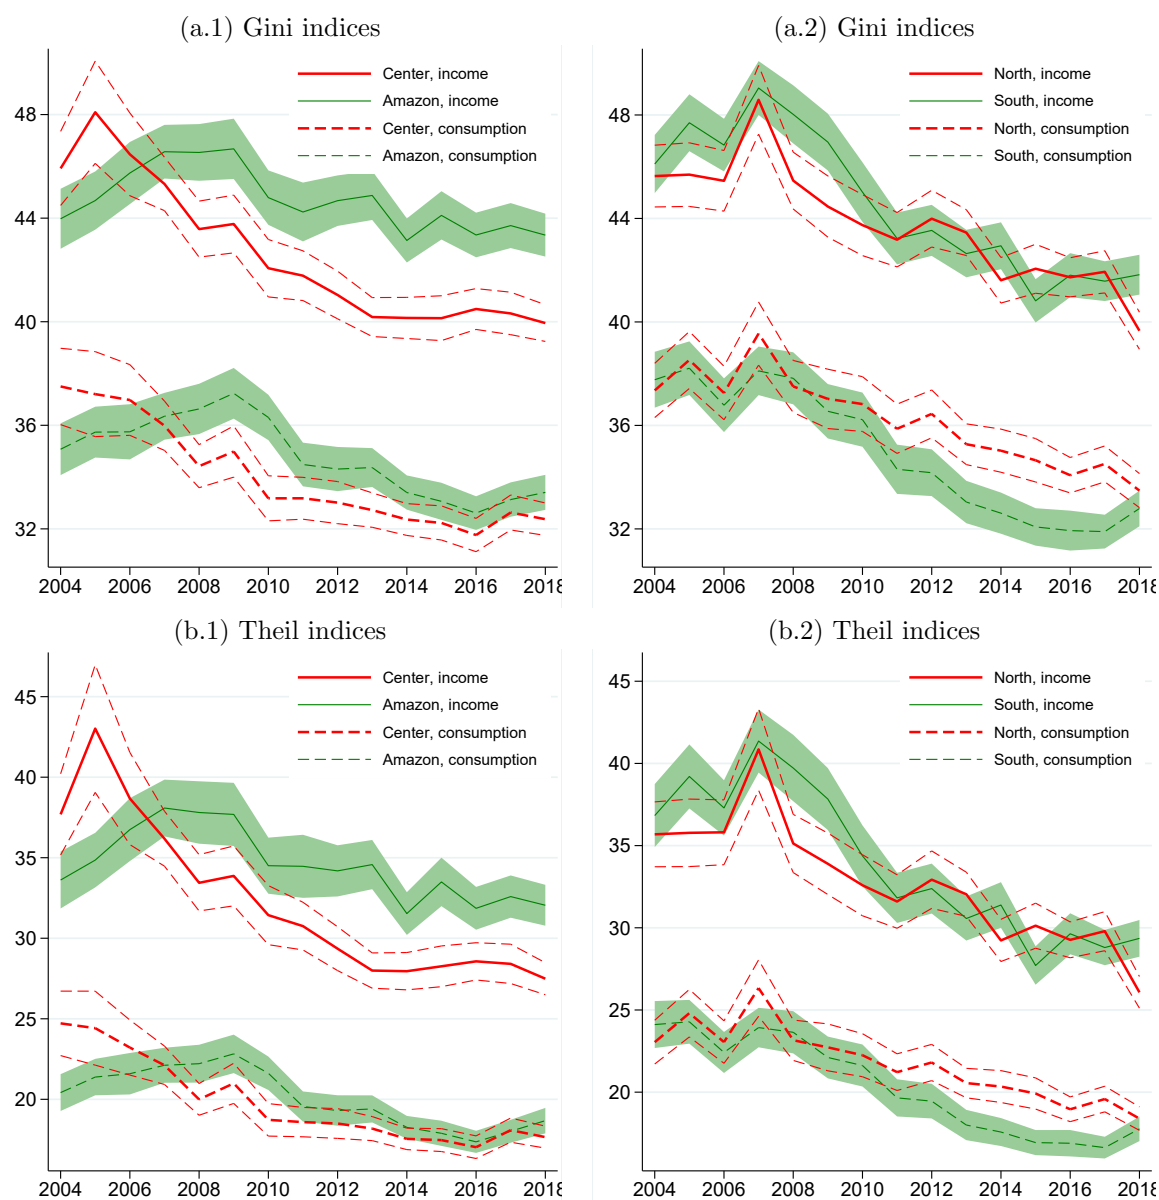 (a.1) Gini indices
Center, income
Amazon, income
Center, consumption
Amazon, consumption
48
44
40
36
32
2004 2006 2008 2010 2012 2014 2016 2018
(a.2) Gini indices
North, income
South, income
North, consumption
South, consumption
48
44
40
36
32
2004 2006 2008 2010 2012 2014 2016 2018
(b.1) Theil indices
Center, income
Amazon, income
Center, consumption
Amazon, consumption
45
40
35
30
25
20
2004 2006 2008 2010 2012 2014 2016 2018
(b.2) Theil indices
North, income
South, income
North, consumption
South, consumption
45
40
35
30
25
20
2004 2006 2008 2010 2012 2014 2016 2018